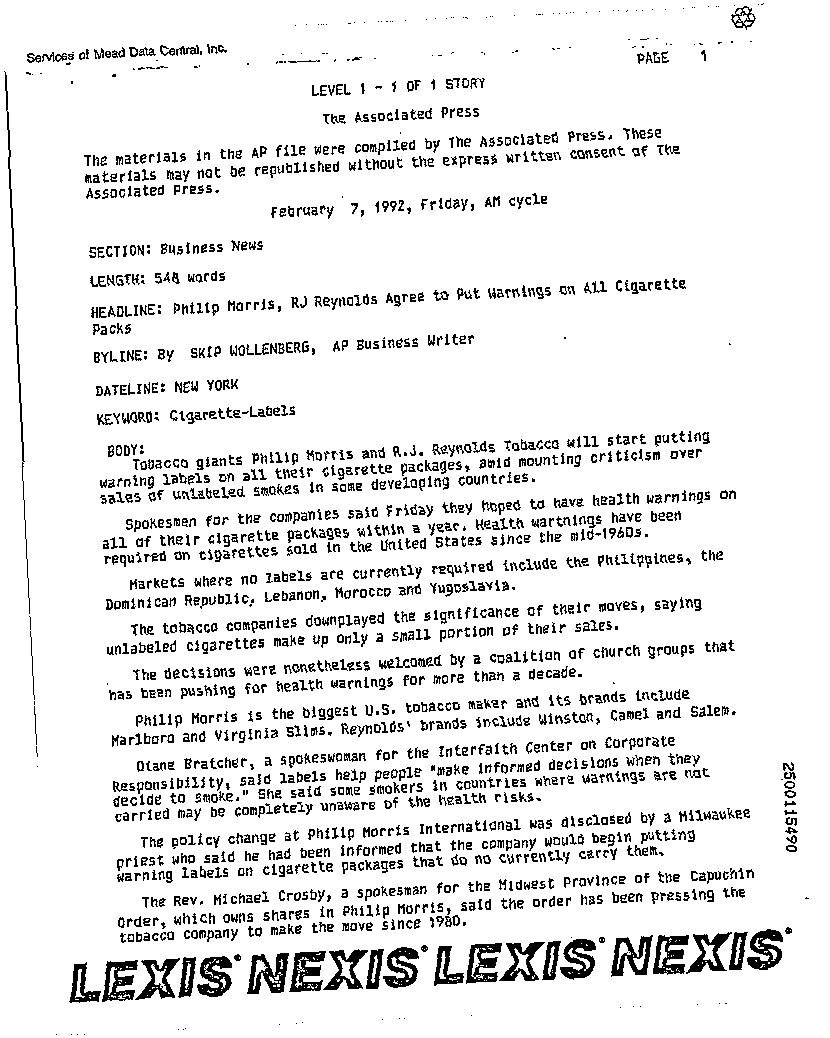 Services of Mead Data Central, Inc.
PAGE 1
LEVEL 1 - 1 OF 1 STORY
The Associated Press
The materials in the AP file were compiled by The Associated Press. These
materials may not be republished without the express written consent of The
Associated Press.
February 7, 1992, Friday, AM cycle
SECTION: Business News
LENGTH: 548 words
HEADLINE: Philip Morris, RJ Reynolds Agree to Put Warnings on All Cigarette
Packs
BYLINE: By SKIP WOLLENBERG, AP Business Writer
DATELINE: NEW YORK
KEYWORD: Cigarette-Labels
BODY:
Tobacco giants Philip Morris and R.J. Reynolds Tobacco will start putting
warning labels on all their cigarette packages, amid mounting criticism over
sales of unlabeled smokes in some developing countries.
Spokesmen for the companies said Friday they hoped to have health warnings on
all of their cigarette packages within a year. Health wartnings have been
required on cigarettes sold in the United States since the mid-1960s.
Markets where no labels are currently required include the Philippines, the
Dominican Republic, Lebanon, Morocco and Yugoslavia.
The tobacco companies downplayed the significance of their moves, saying
unlabeled cigarettes make up only a small portion of their sales.
The decisions were nonetheless welcomed by a coalition of church groups that
has been pushing for health warnings for more than a decade.
Philip Morris is the biggest U.S. tobacco maker and its brands include
Marlboro and Virginia Slims. Reynolds' brands include Winston, Camel and Salem.
Diane Bratcher, a spokeswoman for the Interfaith Center on Corporate
Responsibility, said labels help people "make informed decisions when they
decide to smoke." She said some smokers in countries where warnings are not
carried may be completely unaware of the health risks.
The policy change at Philip Morris International was disclosed by a Milwaukee
priest who said he had been informed that the company would begin putting
warning labels on cigarette packages that do no currently carry them.
The Rev. Michael Crosby, a spokesman for the Midwest Province of the Capuchin
Order, which owns shares in Philip Morris, said the order has been pressing the
tobacco company to make the move since 1980.
LEXIS NEXIS LEXIS NEXIS
2500115490